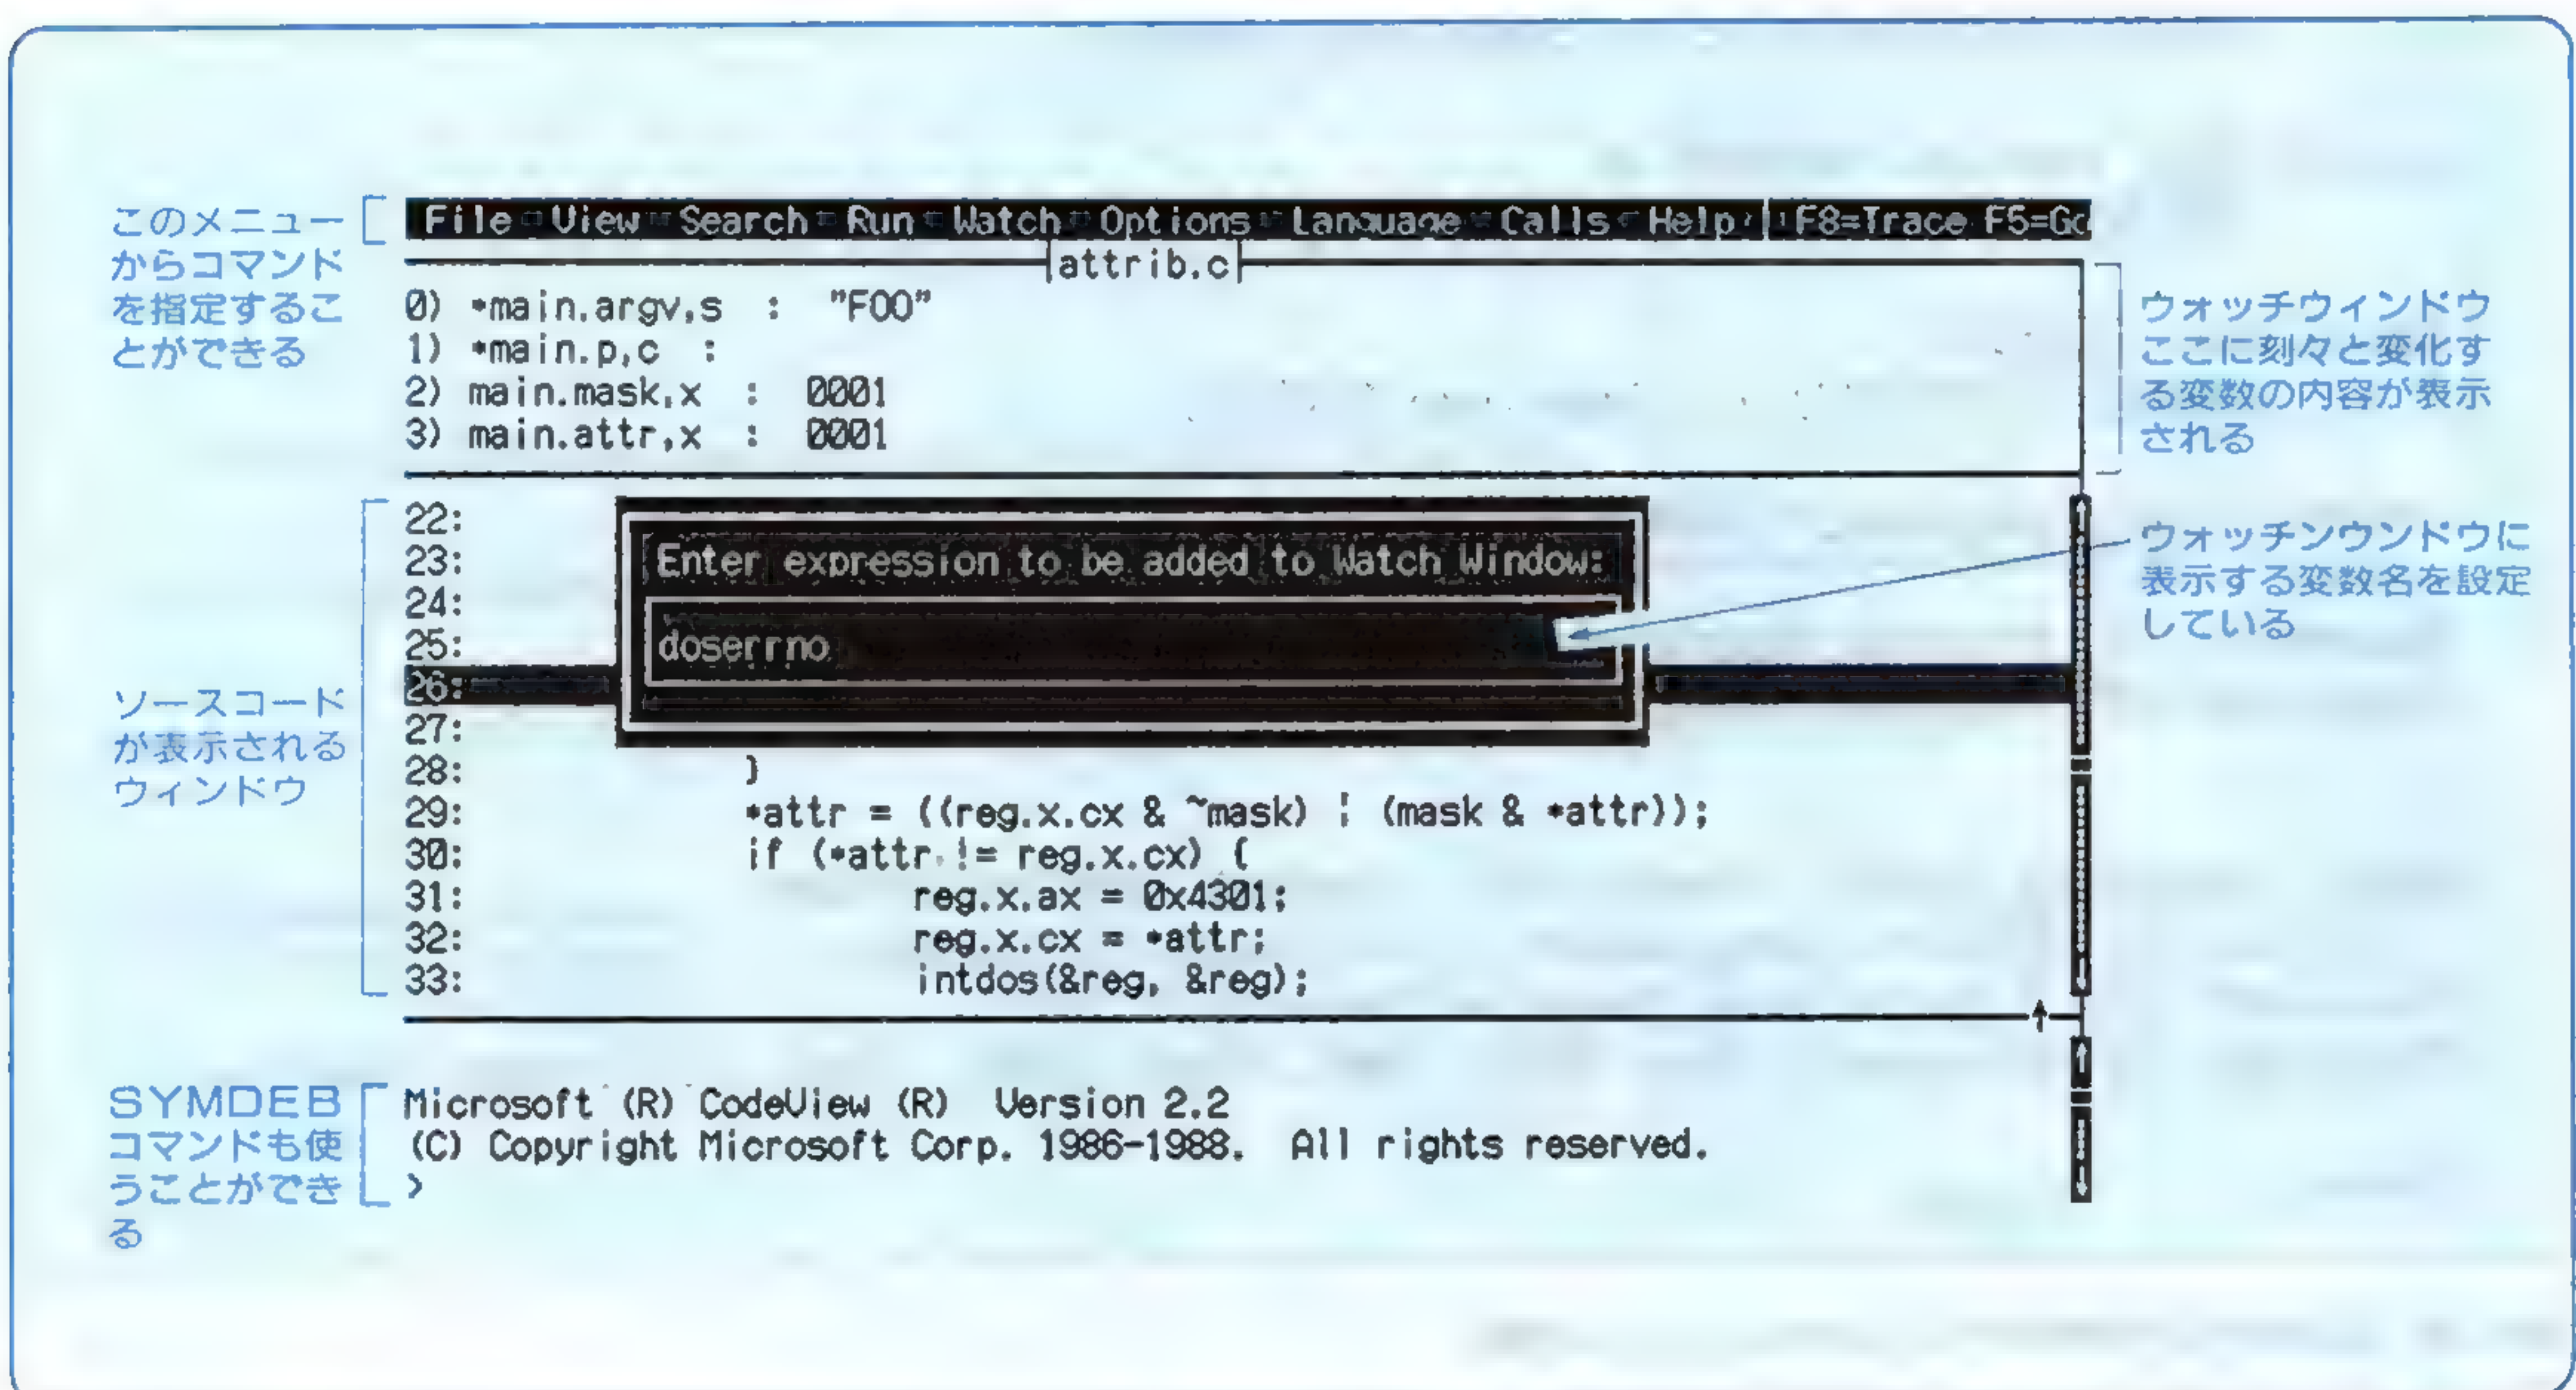 このメニュー
からコマンド
を指定するこ
とができる
File View Search Run Watch Options Language Calls Help | F8=Trace F5=Go
attrib.c
0) *main.argv,s : "FOO"
1) *main.p,c :
2) main.mask,x : 0001
3) main.attr,x : 0001
ウォッチウィンドウ
ここに刻々と変化す
る変数の内容が表示
される
ソースコード
が表示される
ウィンドウ
22:
23:
24:
25:
26:
27:
Enter expression to be added to Watch Window:
doserrno
ウォッチンウンドウに
表示する変数名を設定
している
28: }
29: *attr = ((reg.x.cx & ~mask) ¦ (mask & *attr));
30: if (*attr != reg.x.cx) {
31: reg.x.ax = 0x4301;
32: reg.x.cx = *attr;
33: intdos(&reg, &reg);
SYMDEB
コマンドも使
うことができ
る
Microsoft (R) CodeView (R) Version 2.2
(C) Copyright Microsoft Corp. 1986-1988. All rights reserved.
>